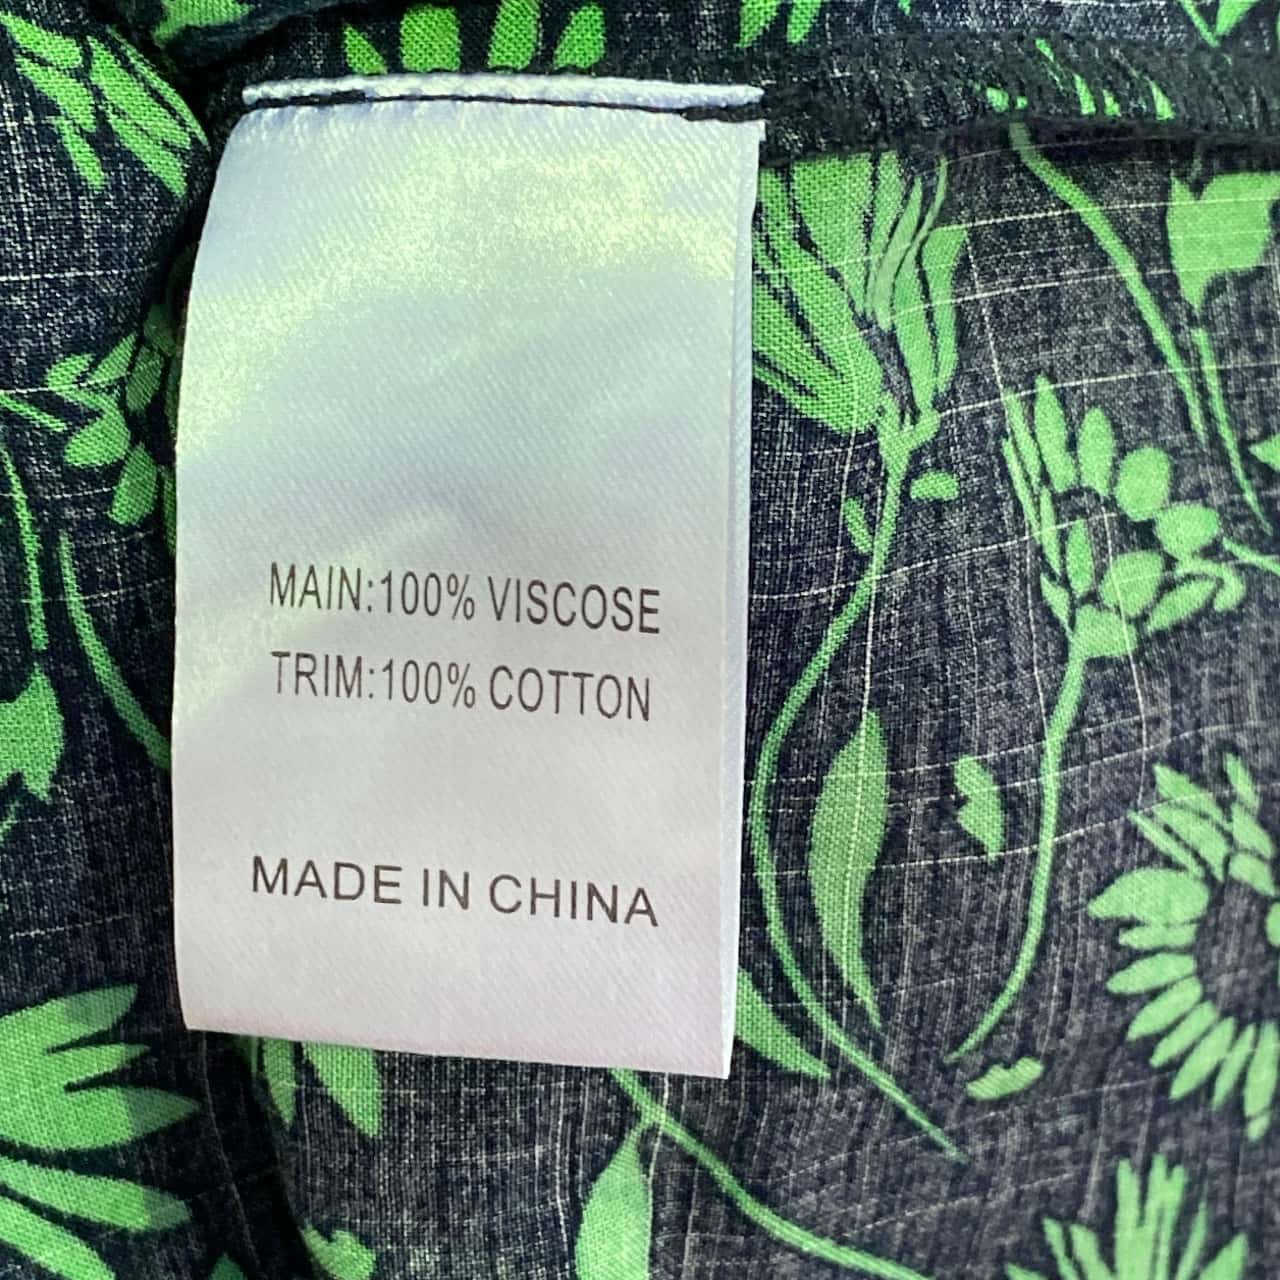 MAIN:100% VISCOSE
TRIM:100% COTTON
MADE IN CHINA